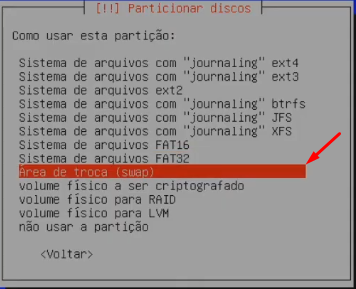 [!!] Particionar discos
Como usar esta partição:
Sistema de arquivos com "journaling" ext4
Sistema de arquivos com "journaling" ext3
Sistema de arquivos ext2
Sistema de arquivos com "journaling" btrfs
Sistema de arquivos com "journaling" JFS
Sistema de arquivos com "journaling" XFS
Sistema de arquivos FAT16
Sistema de arquivos FAT32
Área de troca (swap)
volume físico a ser criptografado
volume físico para RAID
volume físico para LVM
não usar a partição
<Voltar>